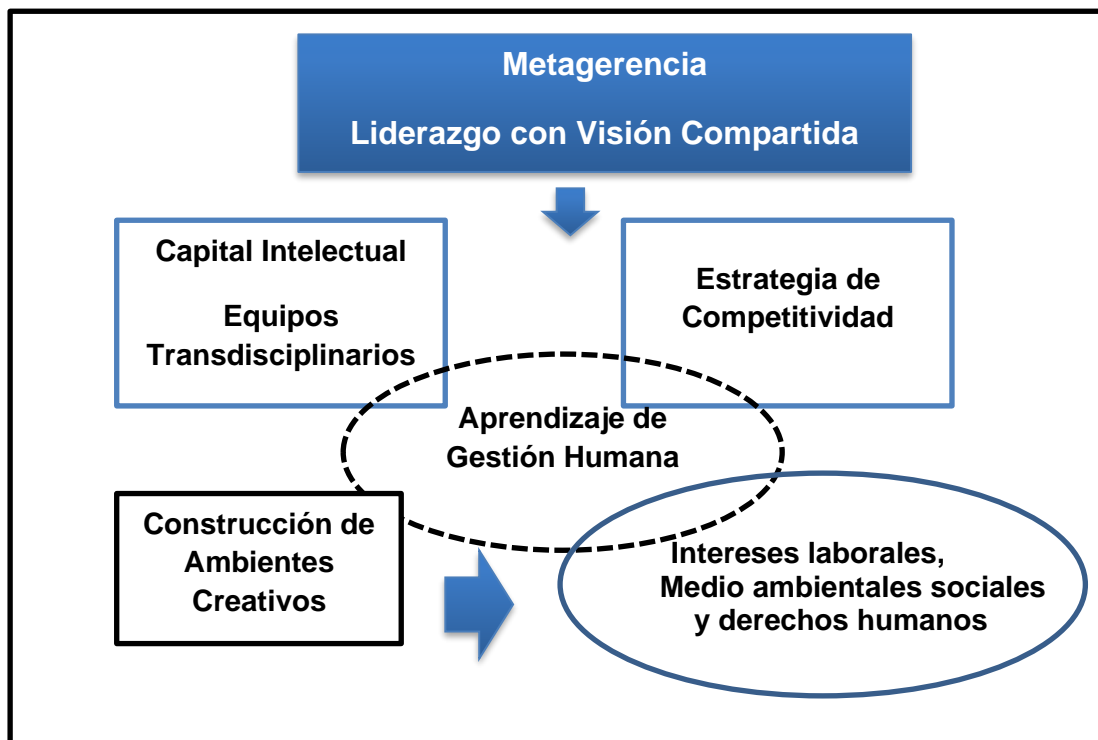 Metagerencia
Liderazgo con Visión Compartida
Capital Intelectual
Equipos
Transdisciplinarios
Estrategia de
Competitividad
Aprendizaje de
Gestión Humana
Construcción de
Ambientes
Creativos
Intereses laborales,
Medio ambientales sociales
y derechos humanos